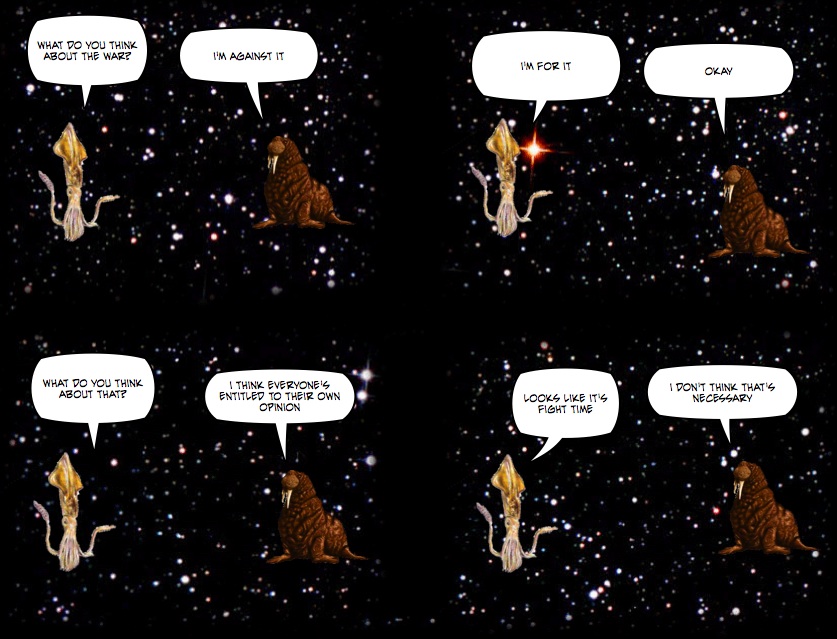 WHAT DO YOU THINK
ABOUT THE WAR?
I'M AGAINST IT
I'M FOR IT
OKAY
WHAT DO YOU THINK
ABOUT THAT?
I THINK EVERYONE'S
ENTITLED TO THEIR OWN
OPINION
LOOKS LIKE IT'S
FIGHT TIME
I DON'T THINK THAT'S
NECESSARY